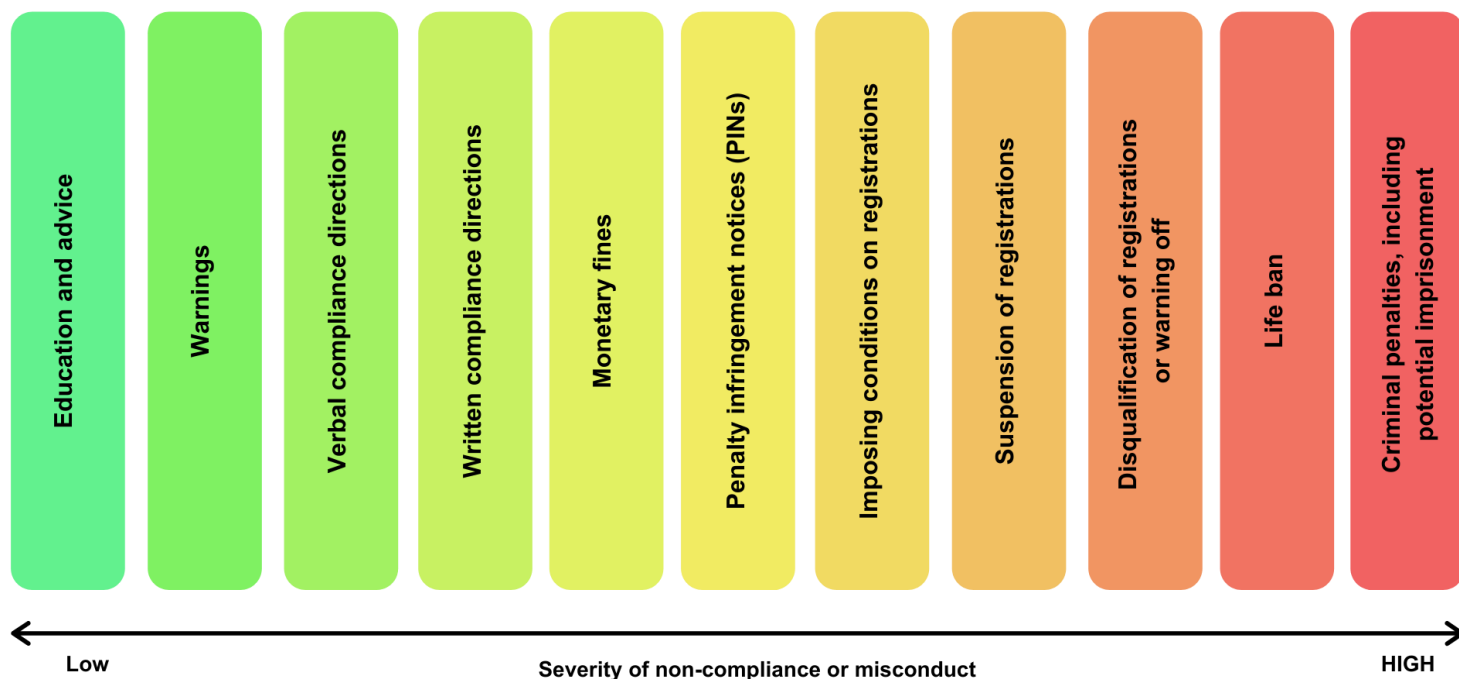 Education and advice
Warnings
Verbal compliance directions
Written compliance directions
Monetary fines
Penalty infringement notices (PINs)
Imposing conditions on registrations
Suspension of registrations
Disqualification of registrations
or warning off
Life ban
Criminal penalties, including
potential imprisonment
Low
Severity of non-compliance or misconduct
HIGH